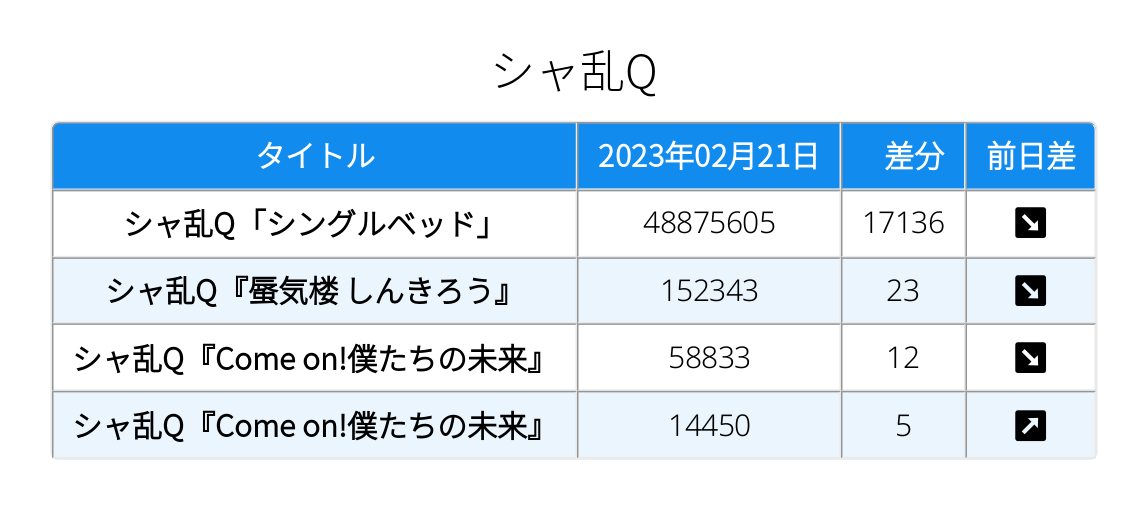 シャ乱Q
タイトル 2023年02月21日 差分 前日差
シャ乱Q「シングルベッド」 48875605 17136 ↘
シャ乱Q『蜃気楼 しんきろう』 152343 23 ↘
シャ乱Q『Come on!僕たちの未来』 58833 12 ↘
シャ乱Q『Come on!僕たちの未来』 14450 5 ↗